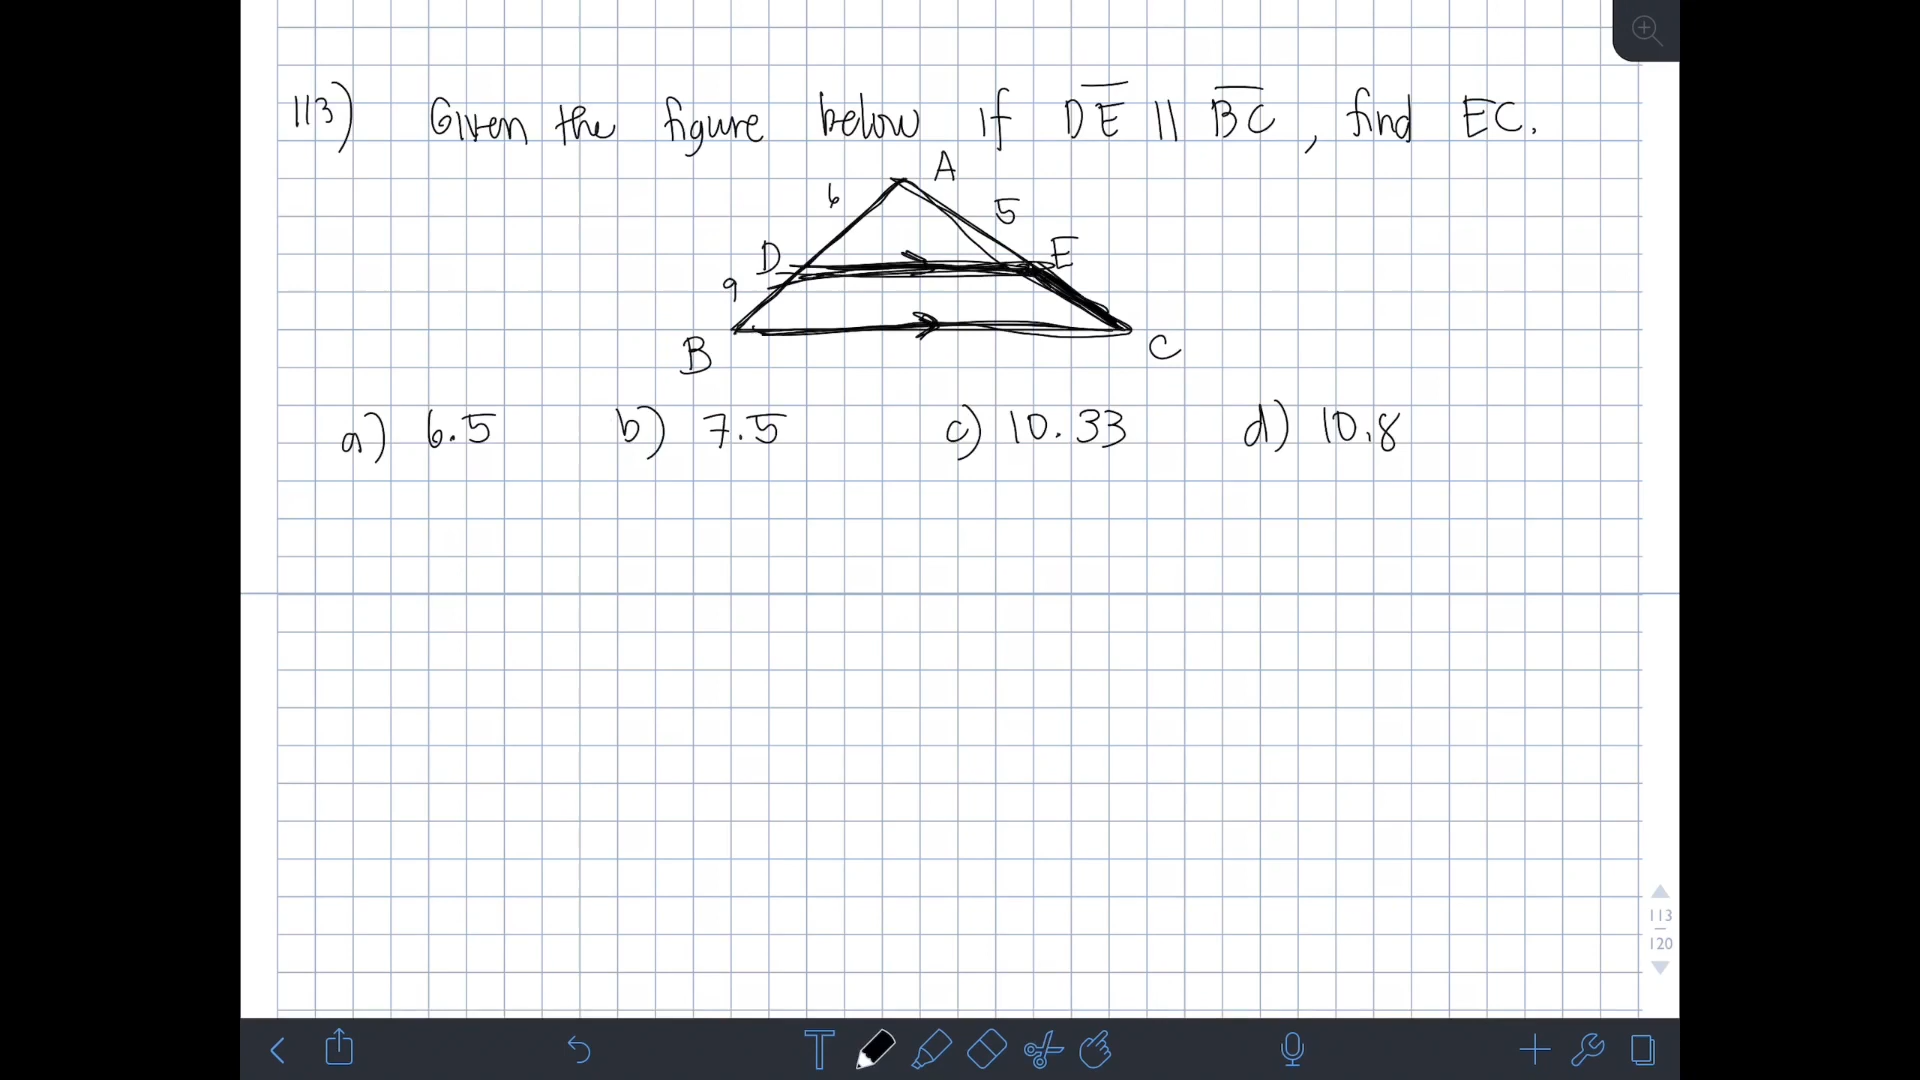 113) Given the figure below if DE || BC, find EC.
A
6
5
D
E
9
B
C
a) 6.5 b) 7.5 c) 10.33 d) 10.8
113
120
T